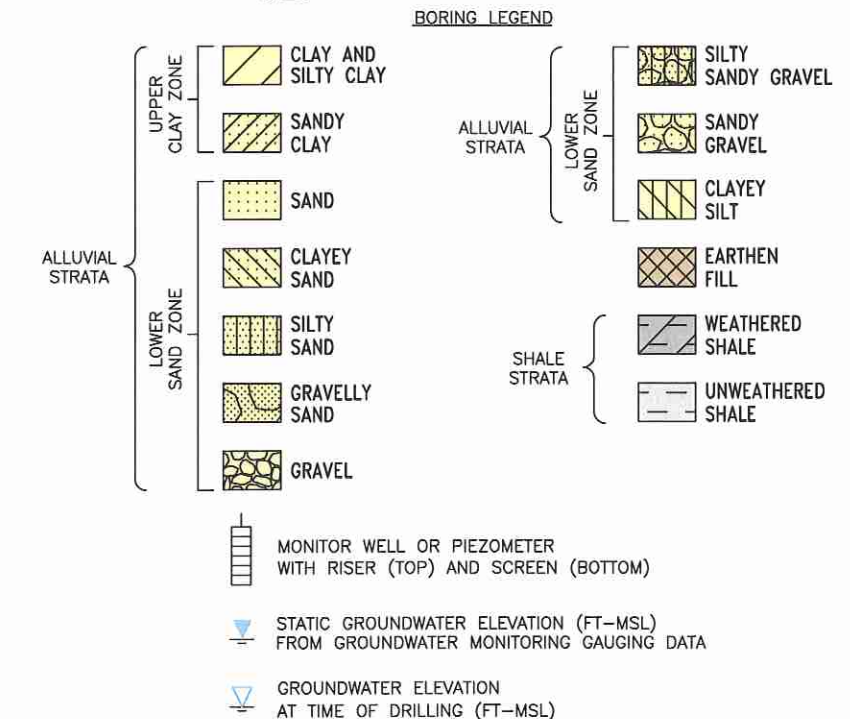 BORING LEGEND
ALLUVIAL
STRATA
UPPER
CLAY ZONE
CLAY AND
SILTY CLAY
SANDY
CLAY
LOWER
SAND ZONE
SAND
CLAYEY
SAND
SILTY
SAND
GRAVELLY
SAND
GRAVEL
ALLUVIAL
STRATA
LOWER
SAND ZONE
SILTY
SANDY GRAVEL
SANDY
GRAVEL
CLAYEY
SILT
EARTHEN
FILL
SHALE
STRATA
WEATHERED
SHALE
UNWEATHERED
SHALE
MONITOR WELL OR PIEZOMETER
WITH RISER (TOP) AND SCREEN (BOTTOM)
STATIC GROUNDWATER ELEVATION (FT-MSL)
FROM GROUNDWATER MONITORING GAUGING DATA
GROUNDWATER ELEVATION
AT TIME OF DRILLING (FT-MSL)